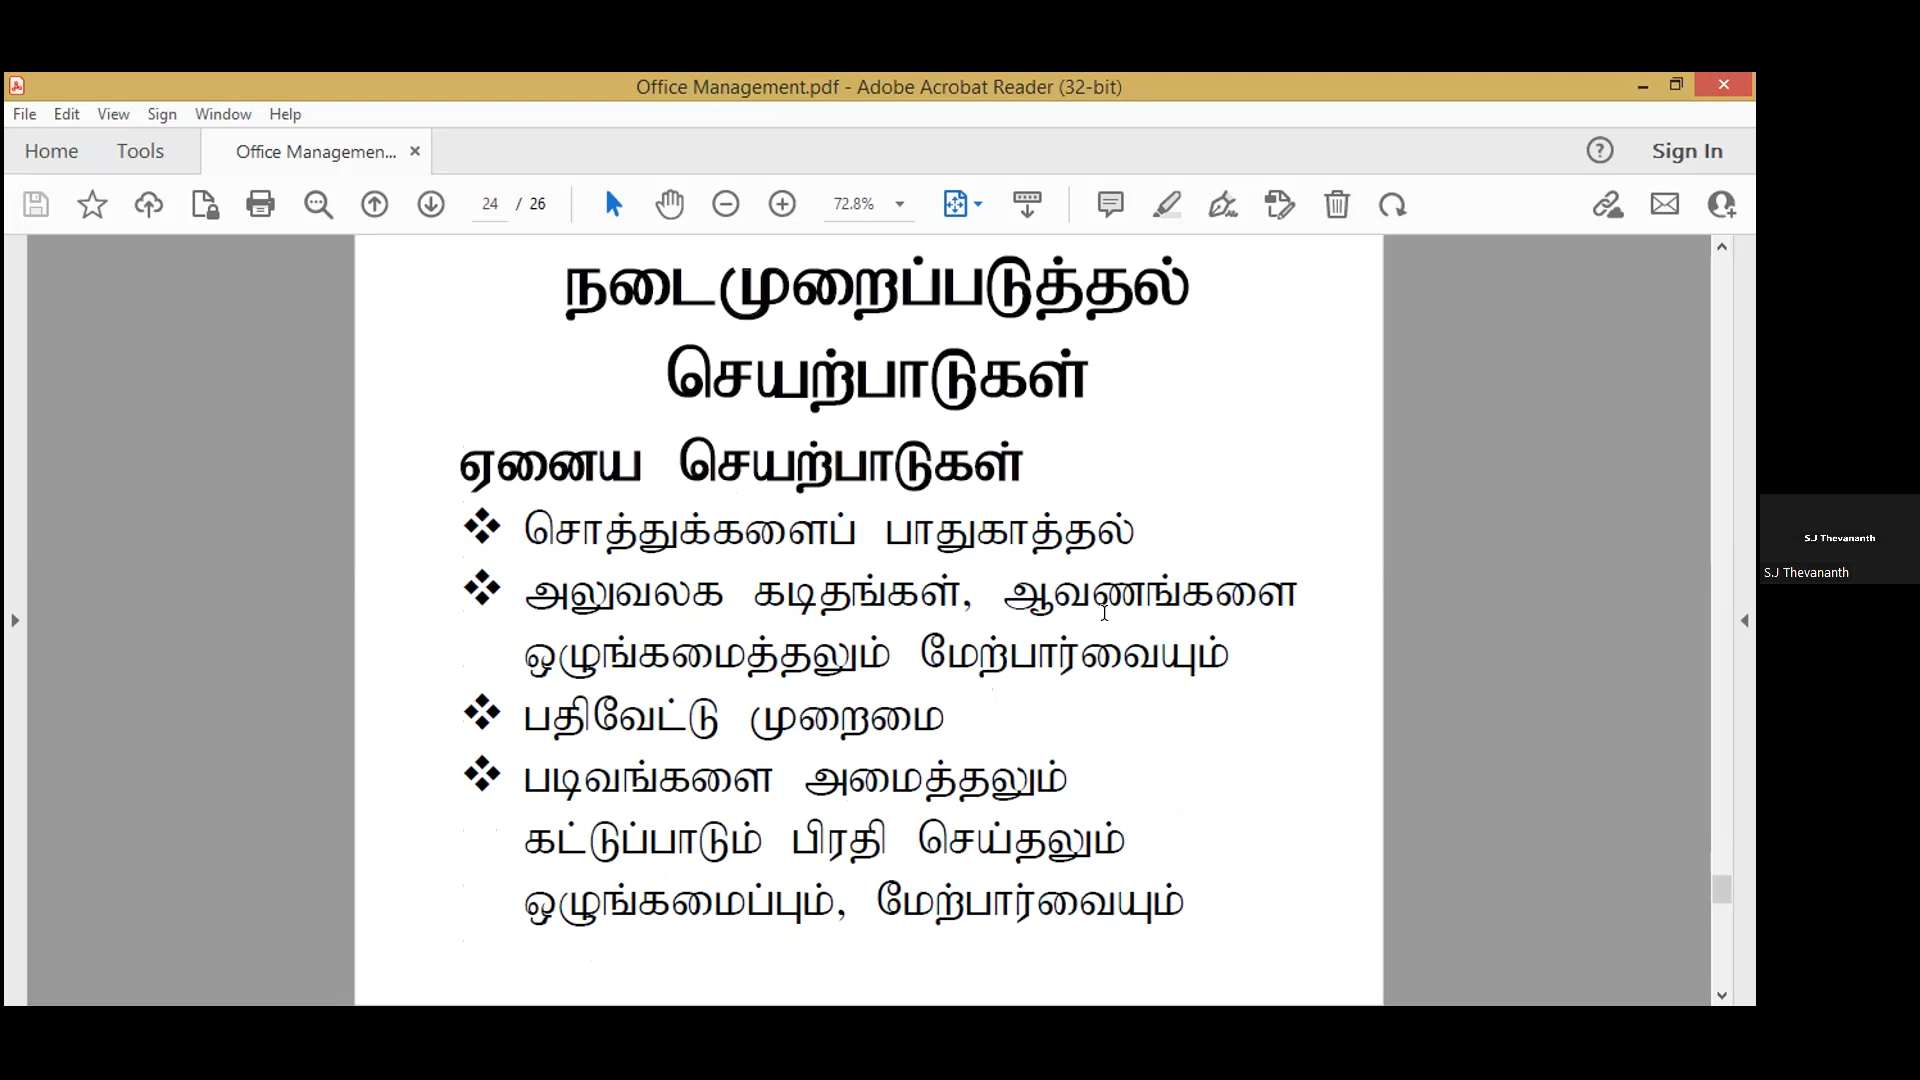 Office Management.pdf - Adobe Acrobat Reader (32-bit)
File Edit View Sign Window Help
Home Tools Office Managemen... Sign In
24 / 26 72.8%
நடைமுறைப்படுத்தல்
செயற்பாடுகள்
ஏனைய செயற்பாடுகள்
❖ சொத்துக்களைப் பாதுகாத்தல்
❖ அலுவலக கடிதங்கள், ஆவணங்களை
ஒழுங்கமைத்தலும் மேற்பார்வையும்
❖ பதிவேட்டு முறைமை
❖ படிவங்களை அமைத்தலும்
கட்டுப்பாடும் பிரதி செய்தலும்
ஒழுங்கமைப்பும், மேற்பார்வையும்
S.J Thevananth
S.J Thevananth